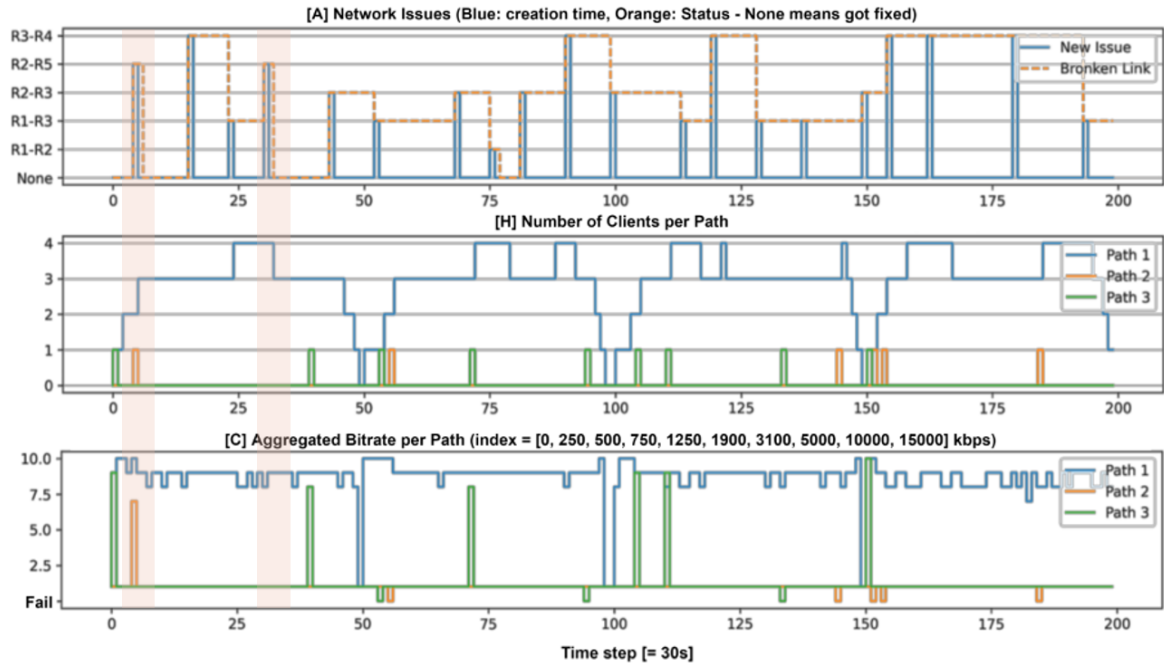 [A] Network Issues (Blue: creation time, Orange: Status - None means got fixed)
R3-R4
R2-R5
R2-R3
R1-R3
R1-R2
None
New Issue
Bronken Link
0 25 50 75 100 125 150 175 200
[H] Number of Clients per Path
4
3
2
1
0
Path 1
Path 2
Path 3
0 25 50 75 100 125 150 175 200
[C] Aggregated Bitrate per Path (index = [0, 250, 500, 750, 1250, 1900, 3100, 5000, 10000, 15000] kbps)
10.0
7.5
5.0
2.5
Fail
Path 1
Path 2
Path 3
0 25 50 75 100 125 150 175 200
Time step [= 30s]